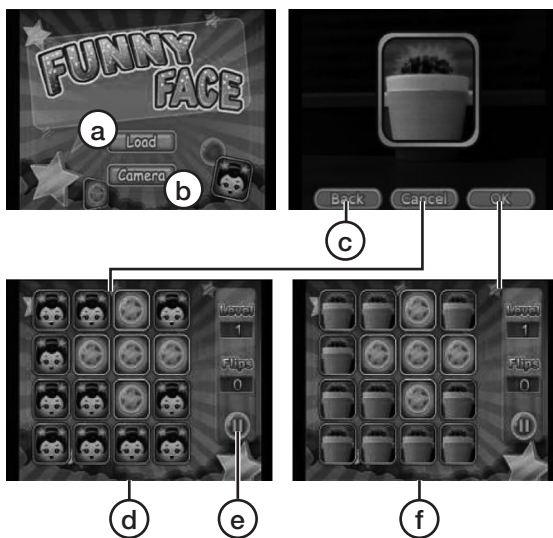 FUNNY
FACE
a
Load
Camera
b
Back
Cancel
OK
c
Level
1
Flips
0
Level
1
Flips
0
d
e
f